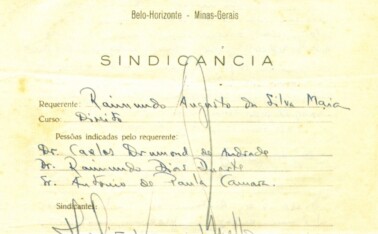 Belo-Horizonte - Minas-Gerais
SINDICANCIA
Requerente: Raimundo Augusto da Silva Maia
Curso: Direito
Pessôas indicadas pelo requerente:
Dr. Carlos Drumond de Andrade
Dr. Raimundo Dias Duarte
Sr. Antonio de Paula Camara
Sindicante: